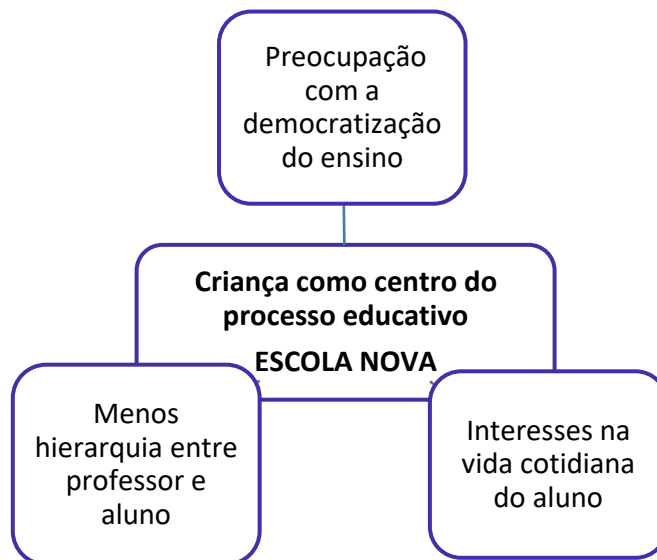 Preocupação
com a
democratização
do ensino
Criança como centro do
processo educativo
ESCOLA NOVA
Menos
hierarquia entre
professor e
aluno
Interesses na
vida cotidiana
do aluno